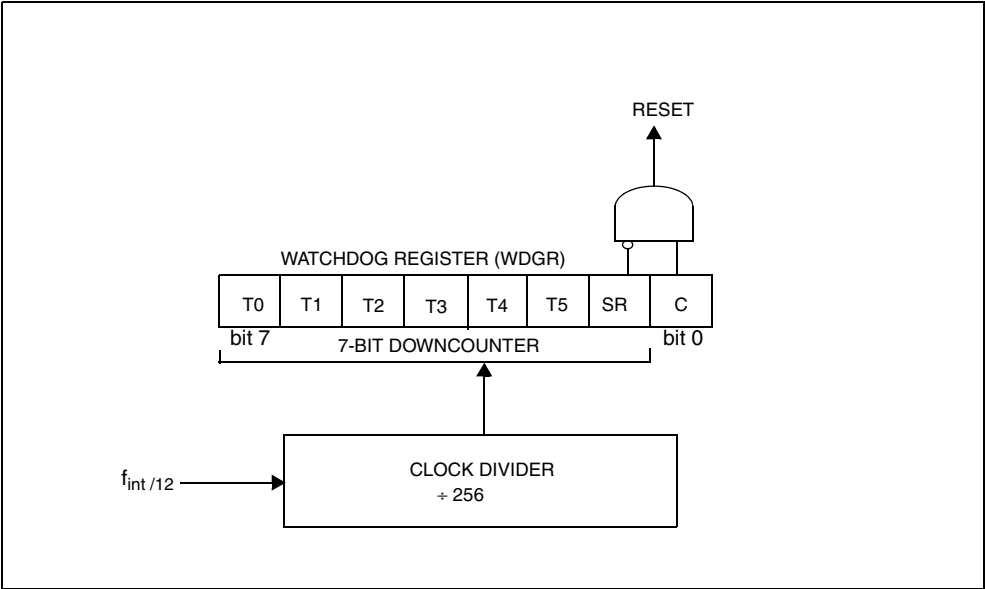 RESET
WATCHDOG REGISTER (WDGR)
T0 T1 T2 T3 T4 T5 SR C
bit 7 bit 0
7-BIT DOWNCOUNTER
CLOCK DIVIDER
fint /12
÷ 256